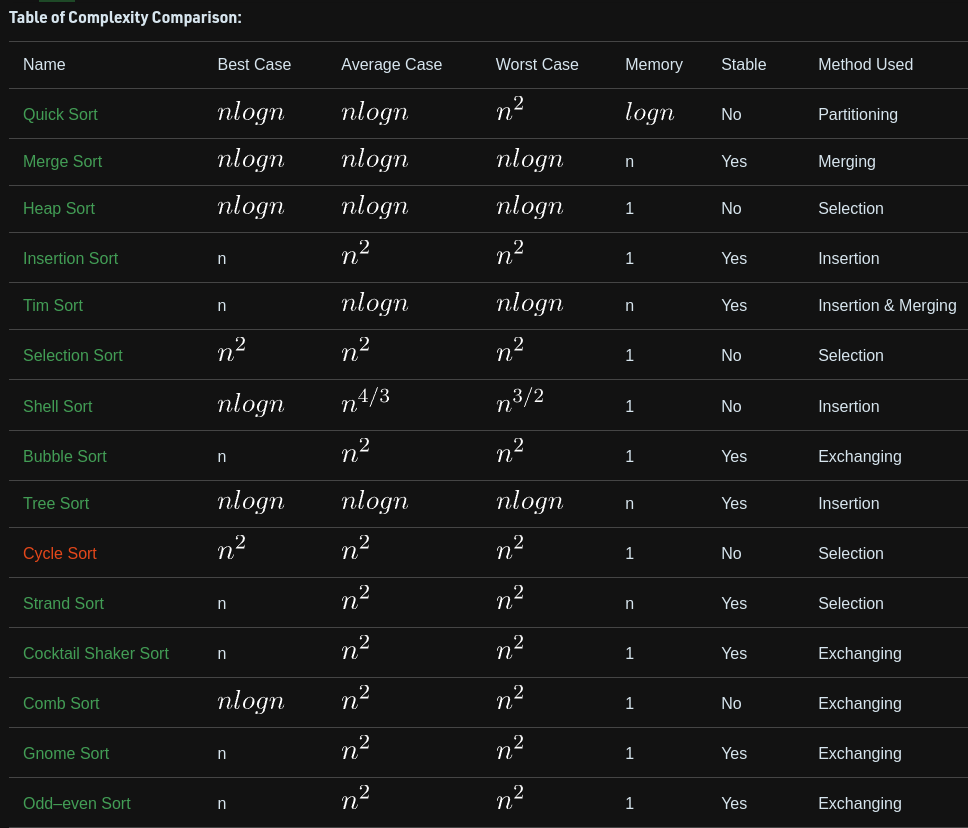 Table of Complexity Comparison:
Name Best Case Average Case Worst Case Memory Stable Method Used
Quick Sort nlogn nlogn n^2 logn No Partitioning
Merge Sort nlogn nlogn nlogn n Yes Merging
Heap Sort nlogn nlogn nlogn 1 No Selection
Insertion Sort n n^2 n^2 1 Yes Insertion
Tim Sort n nlogn nlogn n Yes Insertion & Merging
Selection Sort n^2 n^2 n^2 1 No Selection
Shell Sort nlogn n^4/3 n^3/2 1 No Insertion
Bubble Sort n n^2 n^2 1 Yes Exchanging
Tree Sort nlogn nlogn nlogn n Yes Insertion
Cycle Sort n^2 n^2 n^2 1 No Selection
Strand Sort n n^2 n^2 n Yes Selection
Cocktail Shaker Sort n n^2 n^2 1 Yes Exchanging
Comb Sort nlogn n^2 n^2 1 No Exchanging
Gnome Sort n n^2 n^2 1 Yes Exchanging
Odd–even Sort n n^2 n^2 1 Yes Exchanging